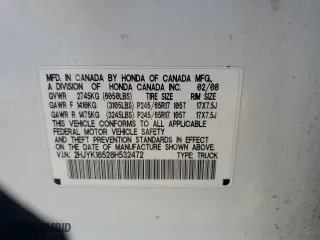 MFD. IN CANADA BY HONDA OF CANADA MFG.,
A DIVISION OF HONDA CANADA INC. 02/08
GVWR 2745KG (6050LBS) TIRE SIZE RIM SIZE
GAWR F 1410KG (3105LBS) P245/65R17 105T 17X7.5J
GAWR R 1475KG (3245LBS) P245/65R17 105T 17X7.5J
THIS VEHICLE CONFORMS TO ALL APPLICABLE
FEDERAL MOTOR VEHICLE SAFETY AND
THEFT PREVENTION STANDARDS IN EFFECT ON
THE DATE OF MANUFACTURE SHOWN ABOVE.
V.I.N.: 2HJYK16528H532472 TYPE: TRUCK